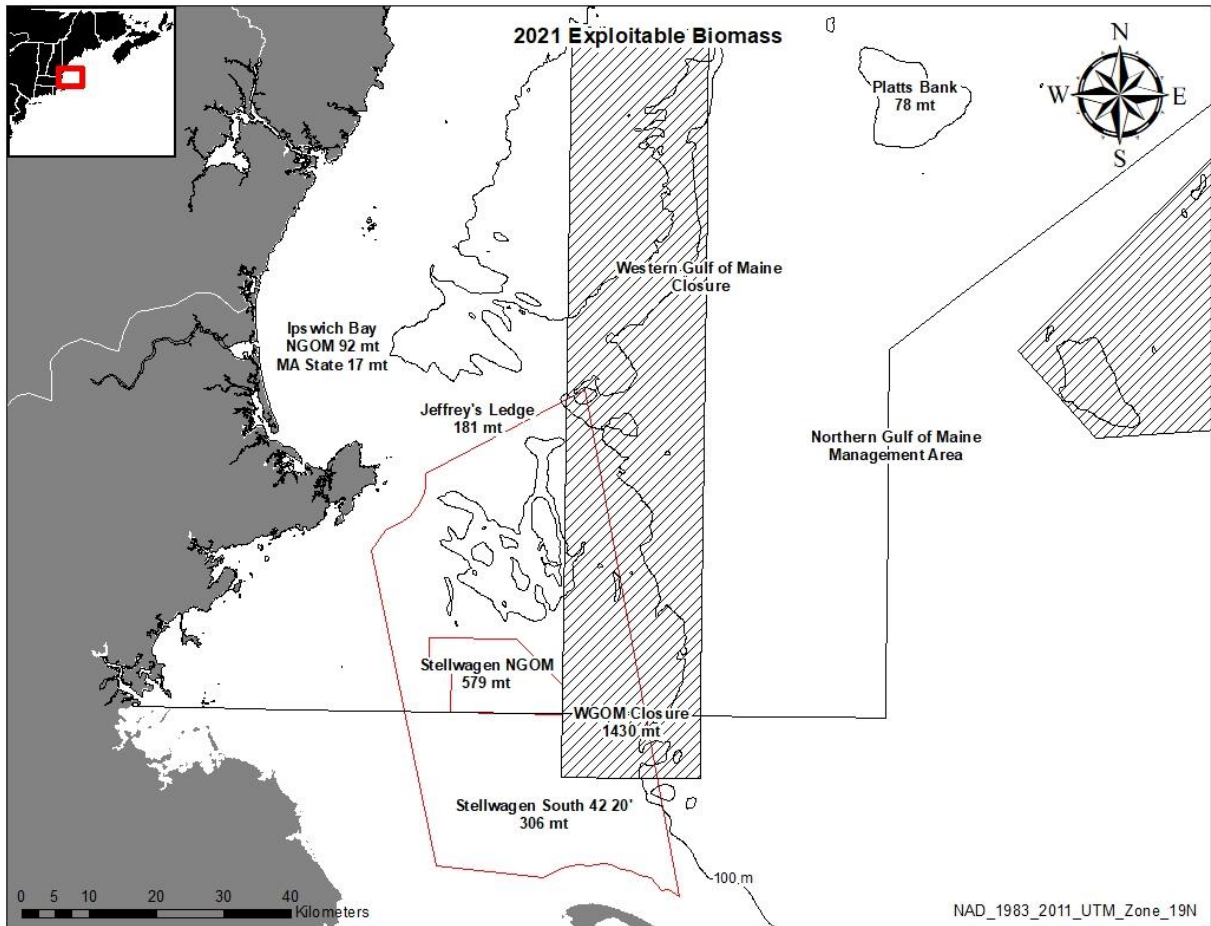 2021 Exploitable Biomass
N
W E
S
Platts Bank
78 mt
Western Gulf of Maine
Closure
Ipswich Bay
NGOM 92 mt
MA State 17 mt
Jeffrey's Ledge
181 mt
Northern Gulf of Maine
Management Area
Stellwagen NGOM
579 mt
WGOM Closure
1430 mt
Stellwagen South 42 20'
306 mt
100 m
0 5 10 20 30 40
Kilometers
NAD_1983_2011_UTM_Zone_19N